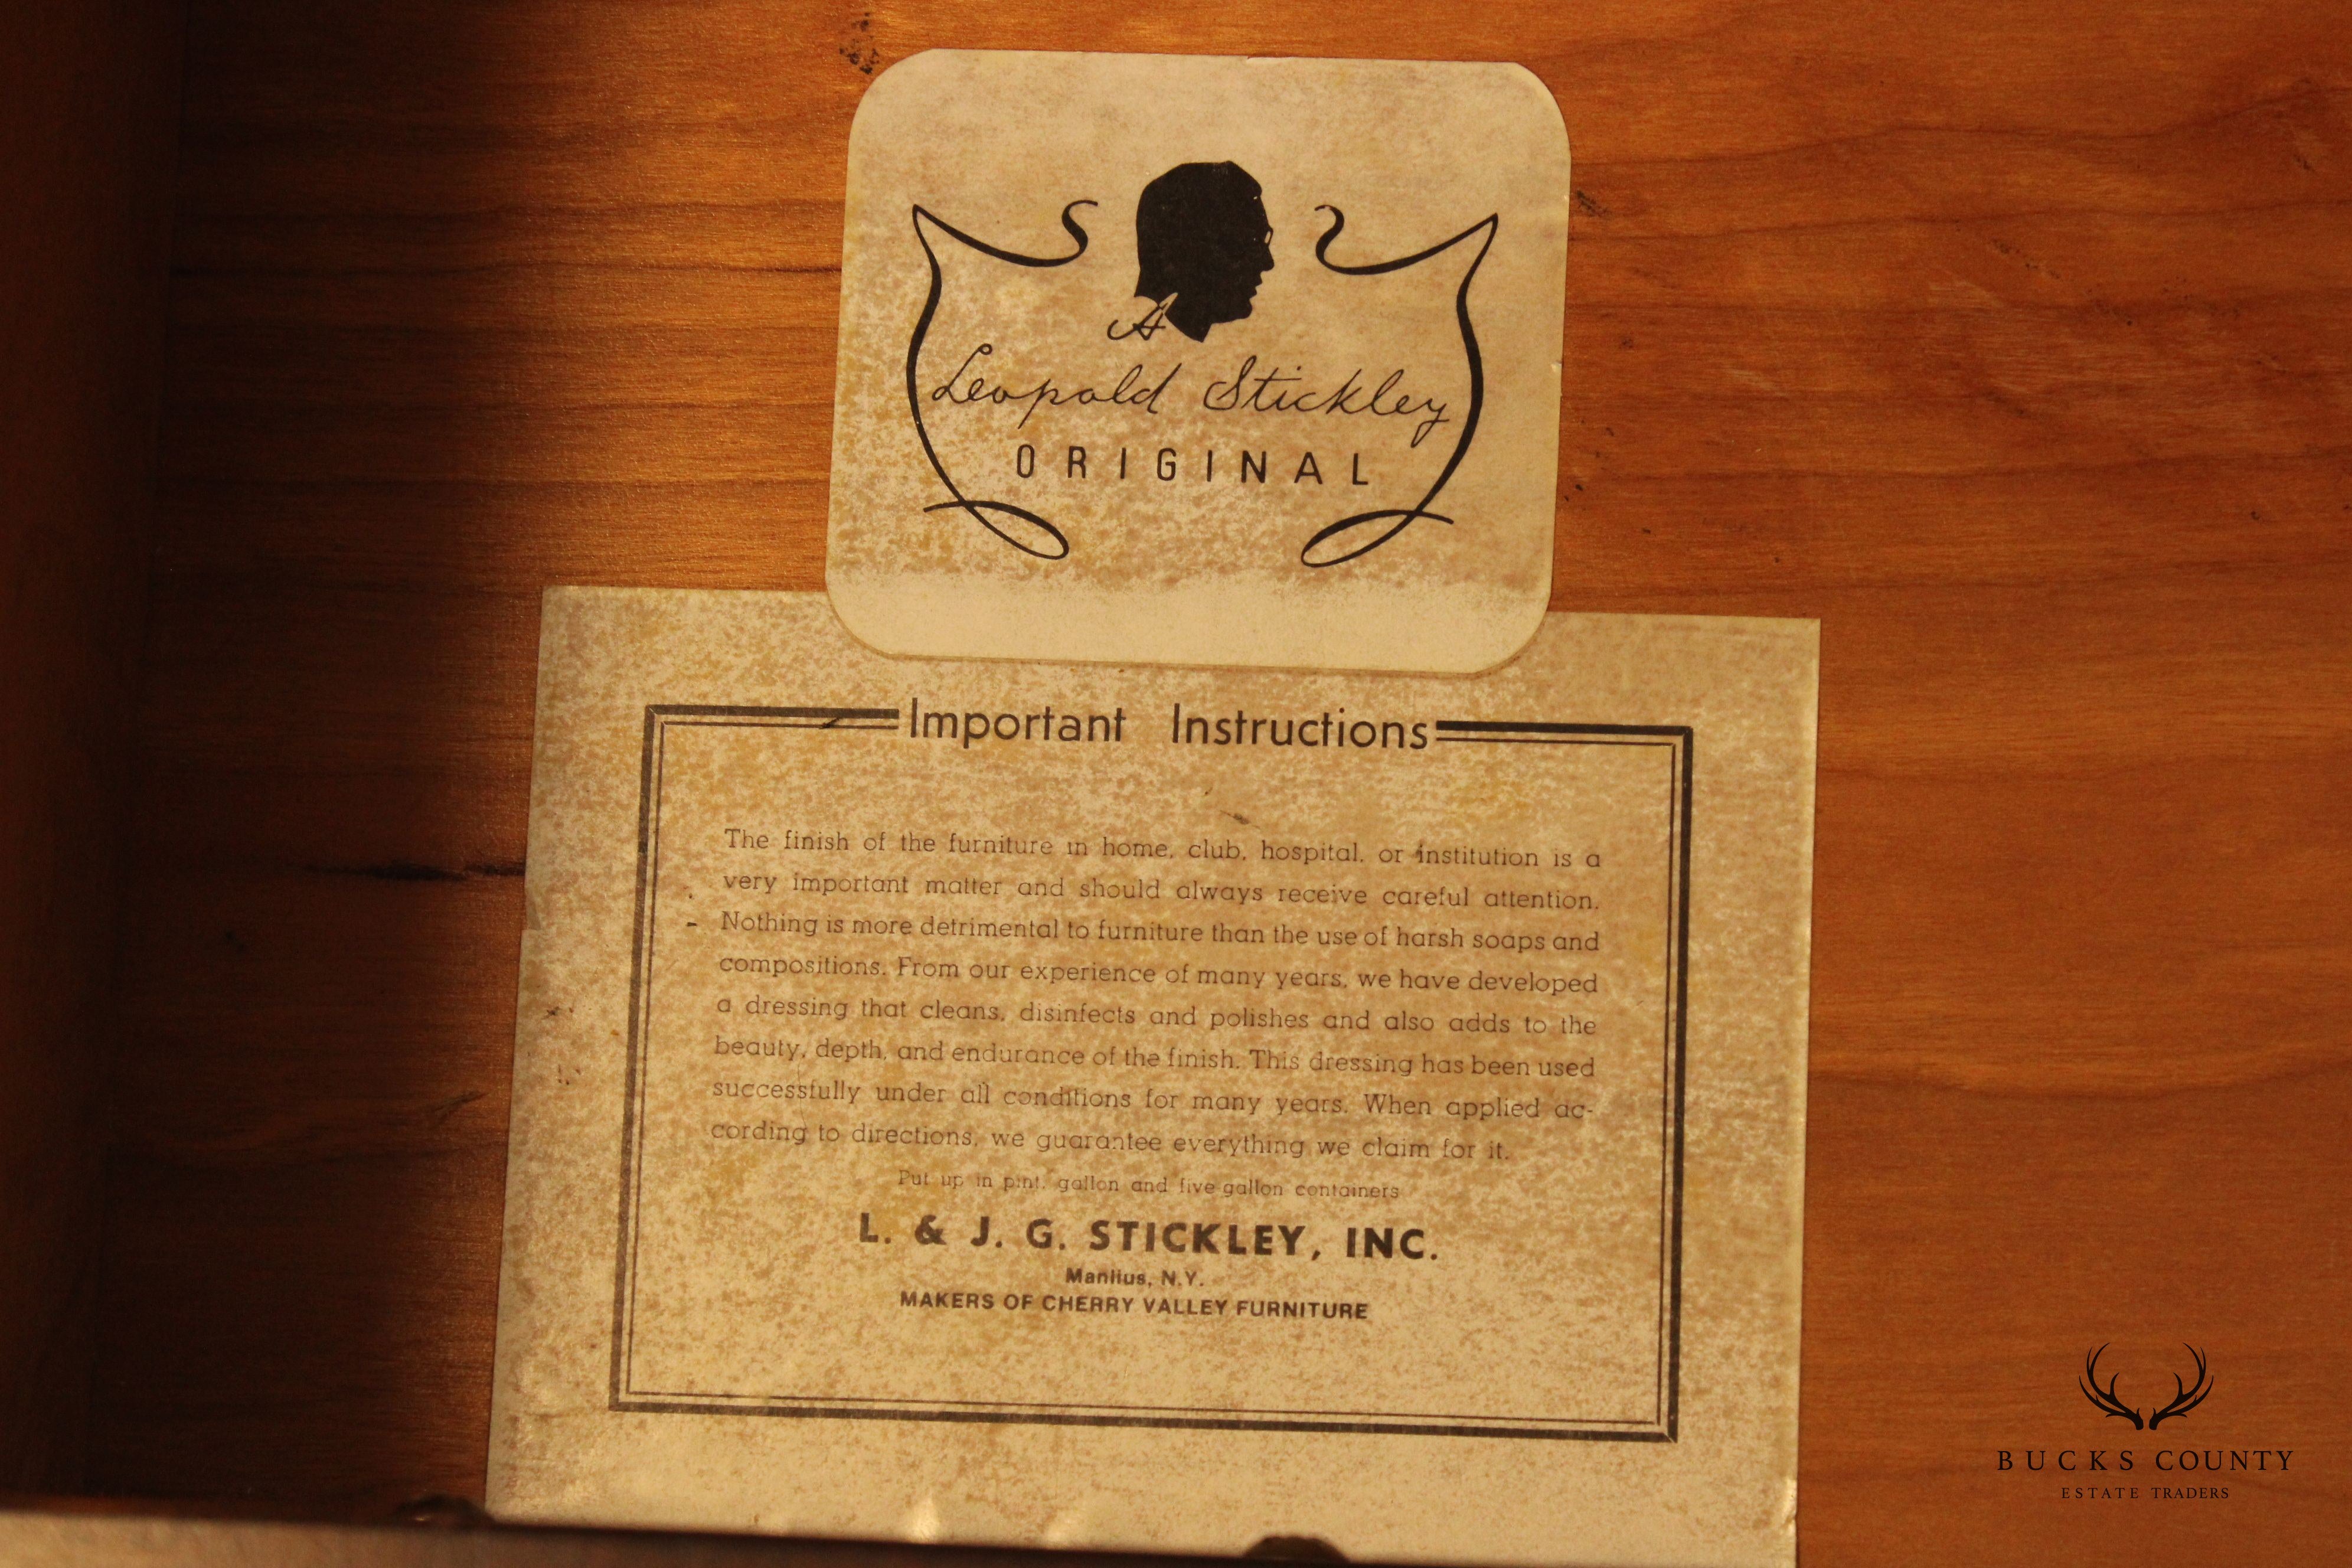 A
Leopold Stickley
ORIGINAL
Important Instructions
The finish of the furniture in home, club, hospital, or institution is a
very important matter and should always receive careful attention.
Nothing is more detrimental to furniture than the use of harsh soaps and
compositions. From our experience of many years, we have developed
a dressing that cleans, disinfects and polishes and also adds to the
beauty, depth, and endurance of the finish. This dressing has been used
successfully under all conditions for many years. When applied ac-
cording to directions, we guarantee everything we claim for it.
Put up in pint, gallon and five-gallon containers
L. & J. G. STICKLEY, INC.
Manlius, N.Y.
MAKERS OF CHERRY VALLEY FURNITURE
BUCKS COUNTY
ESTATE TRADERS